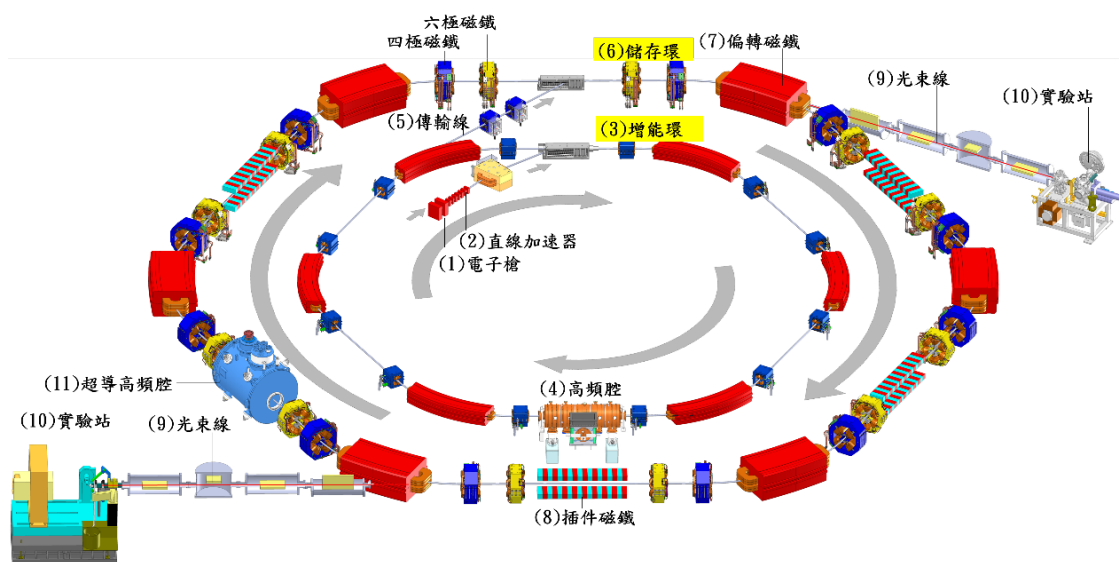 六極磁鐵
四極磁鐵
(6)儲存環
(7)偏轉磁鐵
(9)光束線
(10)實驗站
(5)傳輸線
(3)增能環
(2)直線加速器
(1)電子槍
(11)超導高頻腔
(4)高頻腔
(10)實驗站
(9)光束線
(8)插件磁鐵